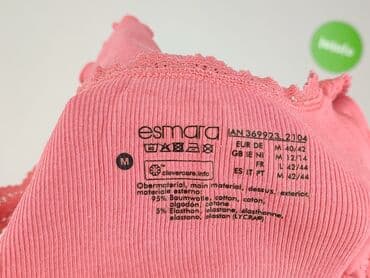 esmara
IAN 369923_2104
EUR DE M 40/42
GB IE NI M 12/14
FR L 42/44
ES IT PT M 42/44
M
clevercare.info
Obermaterial, main material, dessus, exterior,
materiale esterno:
95% Baumwolle, cotton, coton,
algodón, cotone
5% Elasthan, elastane, élasthanne,
elastano, elastan (LYCRA®)